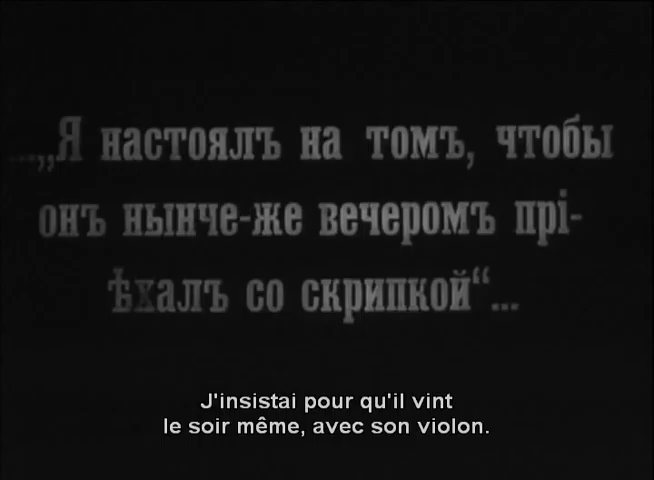 ...„Я настоялъ на томъ, чтобы
онъ нынче-же вечеромъ прі-
ѣхалъ со скрипкой“...
J'insistai pour qu'il vint
le soir même, avec son violon.